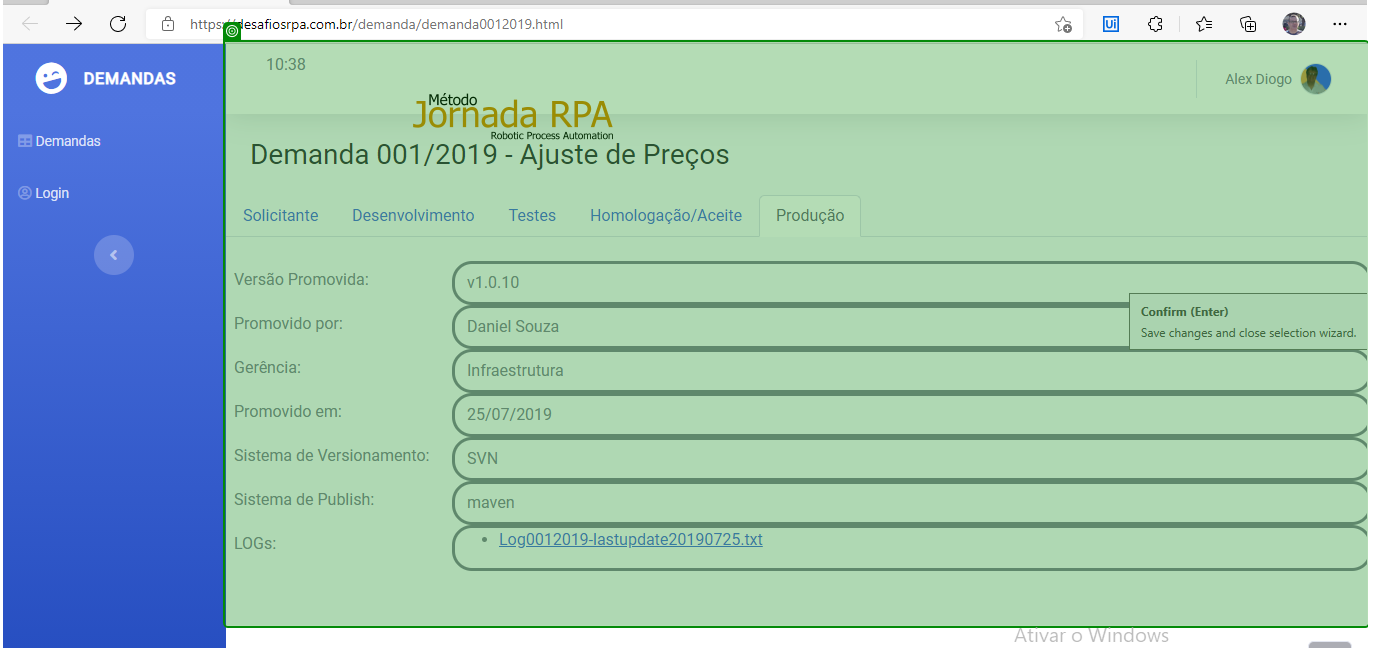 https://desafiosrpa.com.br/demanda/demanda0012019.html
Ui
DEMANDAS
Demandas
Login
10:38
Alex Diogo
Método
Jornada RPA
Robotic Process Automation
Demanda 001/2019 - Ajuste de Preços
Solicitante Desenvolvimento Testes Homologação/Aceite Produção
Versão Promovida: v1.0.10
Confirm (Enter)
Save changes and close selection wizard.
Promovido por: Daniel Souza
Gerência: Infraestrutura
Promovido em: 25/07/2019
Sistema de Versionamento: SVN
Sistema de Publish: maven
LOGs: Log0012019-lastupdate20190725.txt
Ativar o Windows